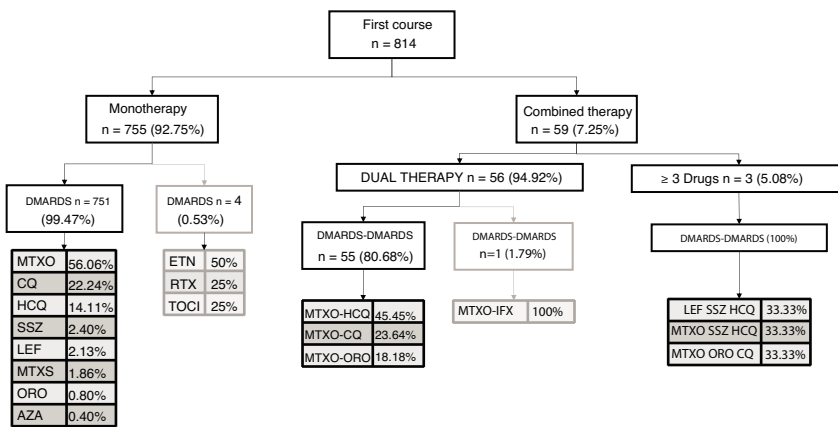 First course
n = 814
Monotherapy
n = 755 (92.75%)
Combined therapy
n = 59 (7.25%)
DUAL THERAPY n = 56 (94.92%)
≥ 3 Drugs n = 3 (5.08%)
DMARDS n = 751
(99.47%)
DMARDS n = 4
(0.53%)
DMARDS-DMARDS
n = 55 (80.68%)
DMARDS-DMARDS
n=1 (1.79%)
DMARDS-DMARDS (100%)
MTXO 56.06%
CQ 22.24%
HCQ 14.11%
SSZ 2.40%
LEF 2.13%
MTXS 1.86%
ORO 0.80%
AZA 0.40%
ETN 50%
RTX 25%
TOCI 25%
MTXO-HCQ 45.45%
MTXO-CQ 23.64%
MTXO-ORO 18.18%
MTXO-IFX 100%
LEF SSZ HCQ 33.33%
MTXO SSZ HCQ 33.33%
MTXO ORO CQ 33.33%